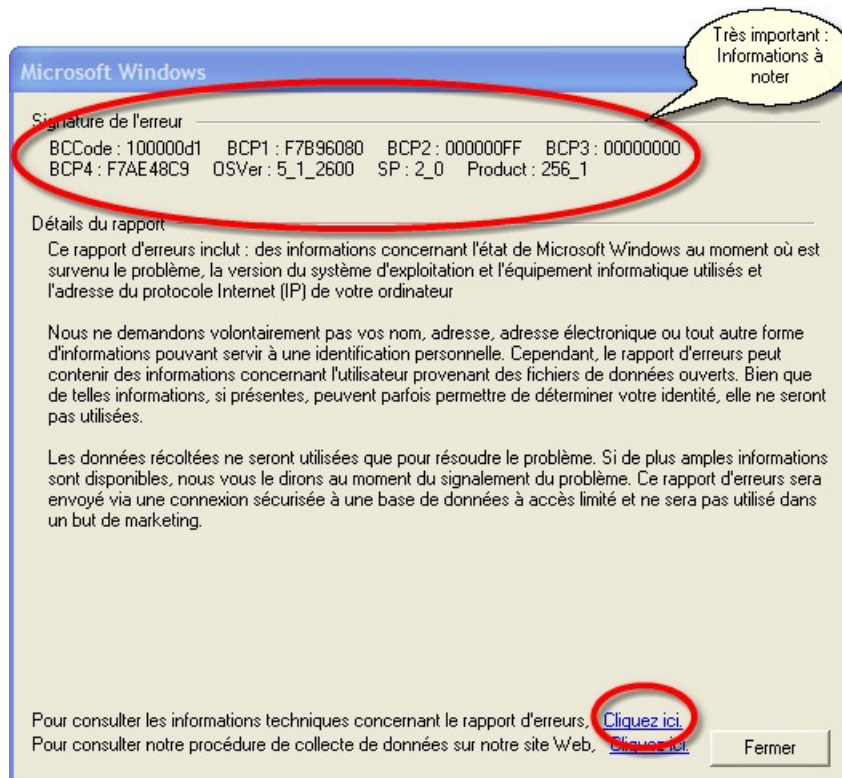 Très important :
Informations à
noter
Microsoft Windows
Signature de l'erreur
BCCode : 100000d1 BCP1 : F7B96080 BCP2 : 000000FF BCP3 : 00000000
BCP4 : F7AE48C9 OSVer : 5_1_2600 SP : 2_0 Product : 256_1
Détails du rapport
Ce rapport d'erreurs inclut : des informations concernant l'état de Microsoft Windows au moment où est
survenu le problème, la version du système d'exploitation et l'équipement informatique utilisés et
l'adresse du protocole Internet (IP) de votre ordinateur
Nous ne demandons volontairement pas vos nom, adresse, adresse électronique ou tout autre forme
d'informations pouvant servir à une identification personnelle. Cependant, le rapport d'erreurs peut
contenir des informations concernant l'utilisateur provenant des fichiers de données ouverts. Bien que
de telles informations, si présentes, peuvent parfois permettre de déterminer votre identité, elle ne seront
pas utilisées.
Les données récoltées ne seront utilisées que pour résoudre le problème. Si de plus amples informations
sont disponibles, nous vous le dirons au moment du signalement du problème. Ce rapport d'erreurs sera
envoyé via une connexion sécurisée à une base de données à accès limité et ne sera pas utilisé dans
un but de marketing.
Pour consulter les informations techniques concernant le rapport d'erreurs, Cliquez ici.
Pour consulter notre procédure de collecte de données sur notre site Web, Cliquez ici.
Fermer